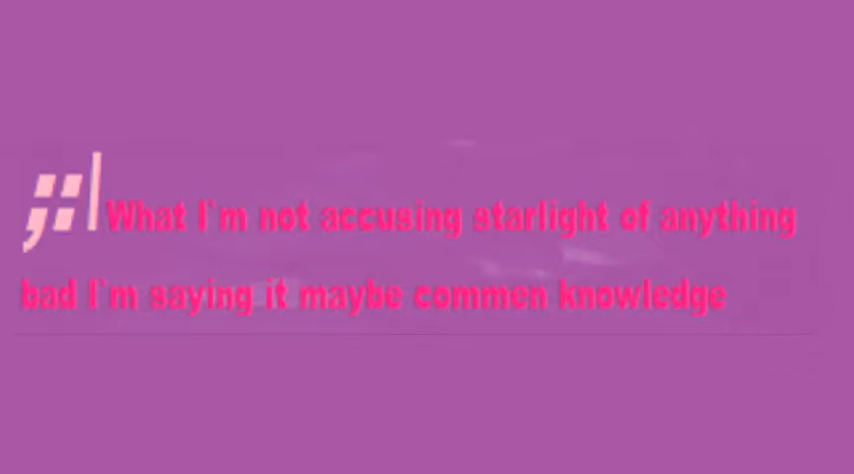 ;:| What I'm not accusing starlight of anything
bad I'm saying it maybe commen knowledge